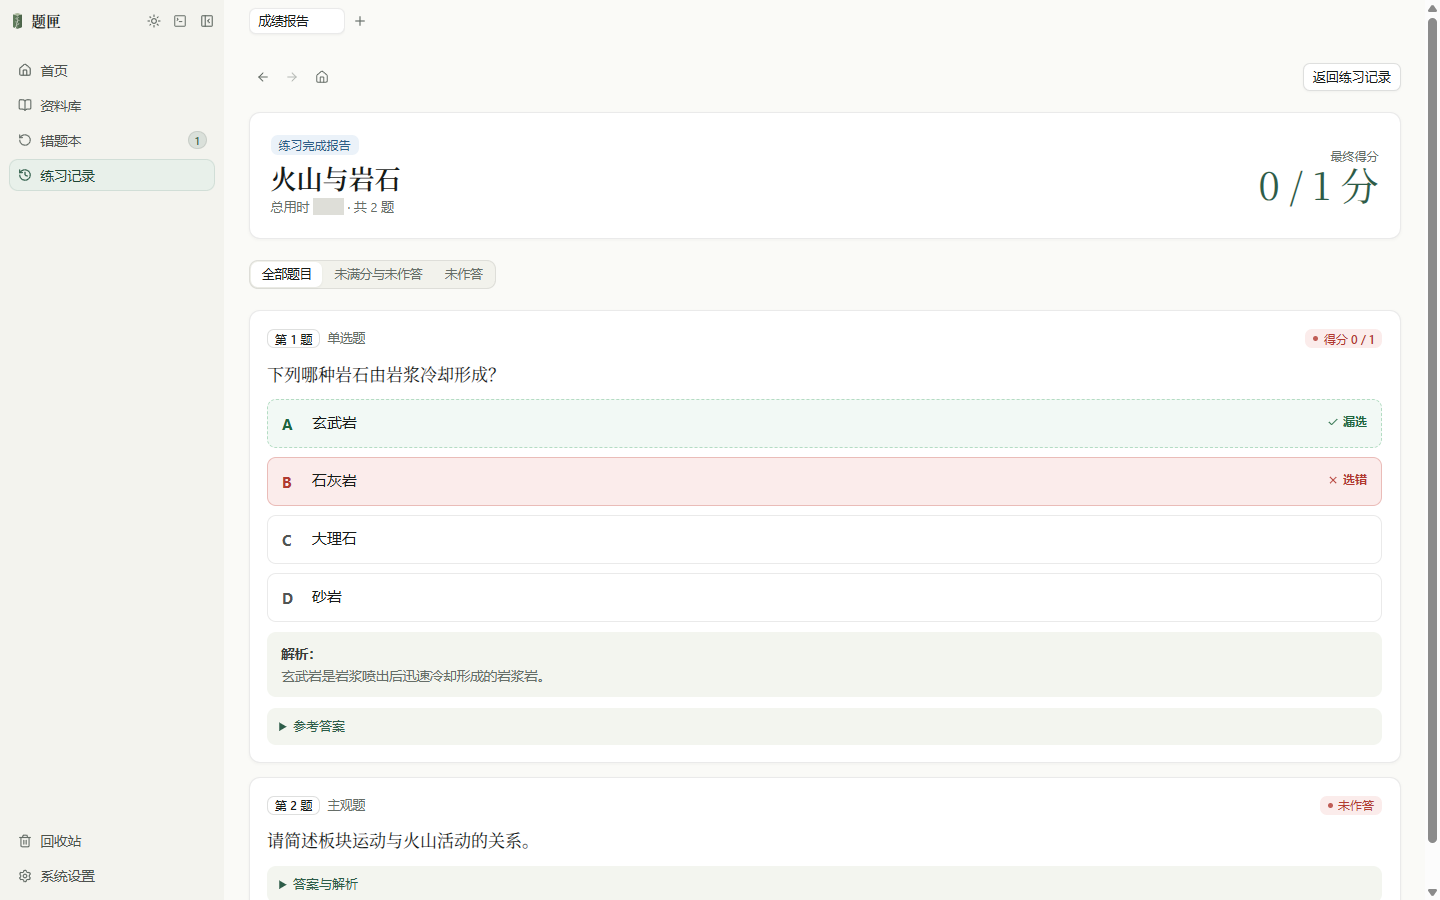 题匣
首页
资料库
错题本 1
练习记录
回收站
系统设置
成绩报告
返回练习记录
练习完成报告
火山与岩石
总用时 · 共 2 题
最终得分
0 / 1 分
全部题目 未满分与未作答 未作答
第 1 题 单选题 得分 0 / 1
下列哪种岩石由岩浆冷却形成？
A 玄武岩 漏选
B 石灰岩 选错
C 大理石
D 砂岩
解析：
玄武岩是岩浆喷出后迅速冷却形成的岩浆岩。
参考答案
第 2 题 主观题 未作答
请简述板块运动与火山活动的关系。
答案与解析